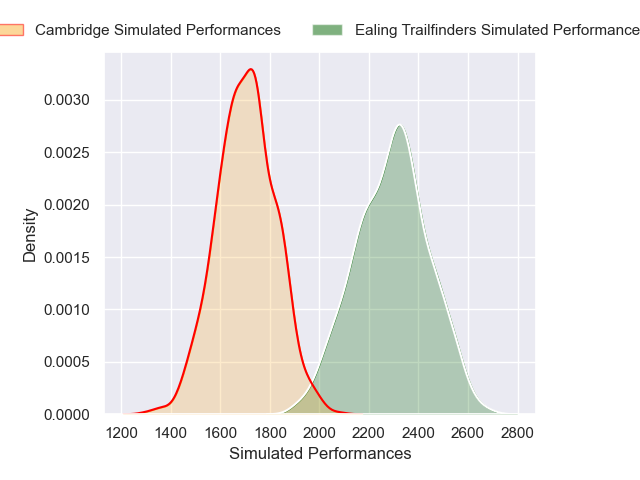 Cambridge Simulated Performances
Ealing Trailfinders Simulated Performance
0.0030
0.0025
0.0020
0.0015
0.0010
0.0005
0.0000
Density
1200 1400 1600 1800 2000 2200 2400 2600 2800
Simulated Performances